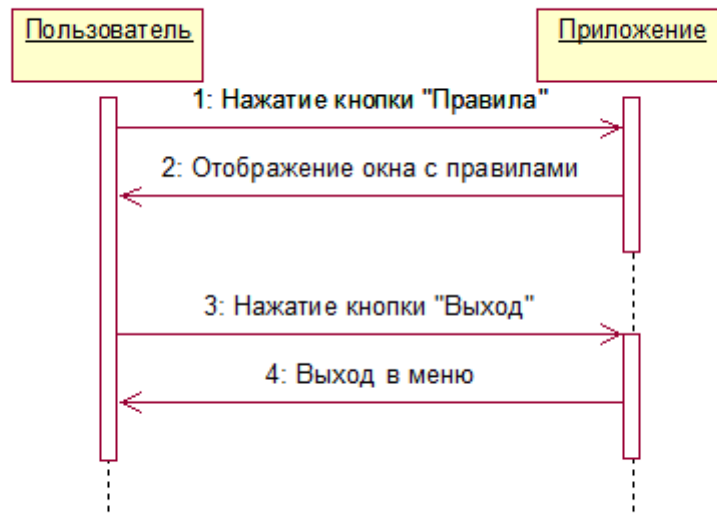 Пользователь
Приложение
1: Нажатие кнопки "Правила"
2: Отображение окна с правилами
3: Нажатие кнопки "Выход"
4: Выход в меню